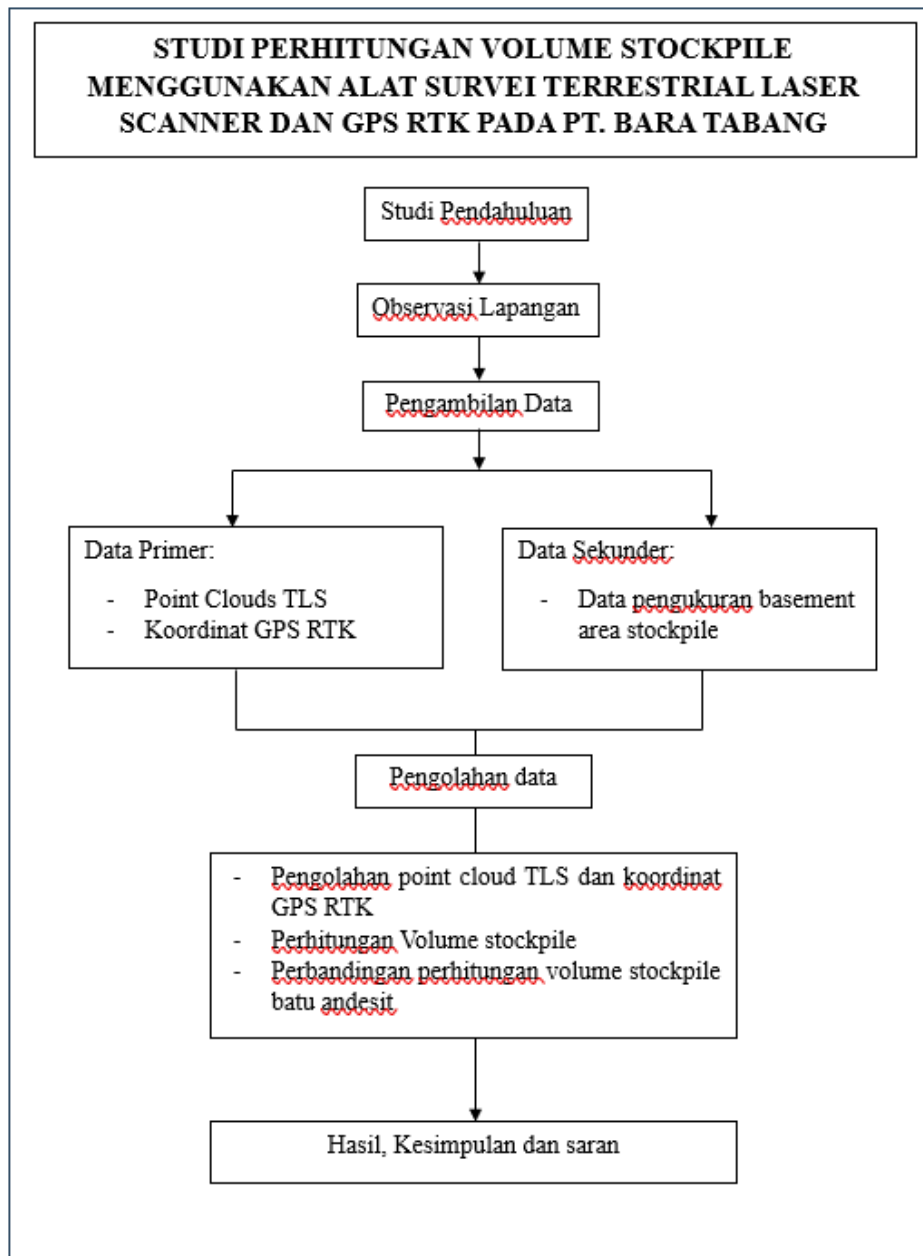 STUDI PERHITUNGAN VOLUME STOCKPILE
MENGGUNAKAN ALAT SURVEI TERRESTRIAL LASER
SCANNER DAN GPS RTK PADA PT. BARA TABANG
Studi Pendahuluan
Observasi Lapangan
Pengambilan Data
Data Primer:
- Point Clouds TLS
- Koordinat GPS RTK
Data Sekunder:
- Data pengukuran basement
area stockpile
Pengolahan data
- Pengolahan point cloud TLS dan koordinat
GPS RTK
- Perhitungan Volume stockpile
- Perbandingan perhitungan volume stockpile
batu andesit
Hasil, Kesimpulan dan saran